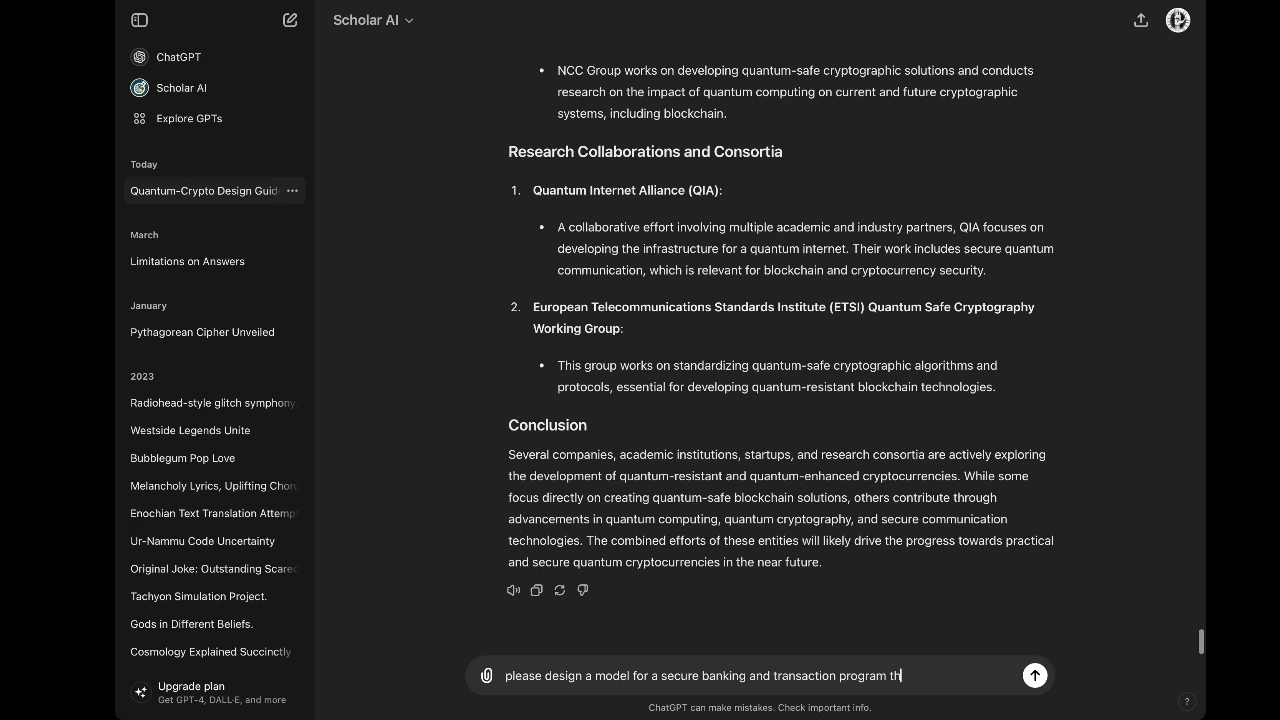 Scholar AI
ChatGPT
Scholar AI
Explore GPTs
Today
Quantum-Crypto Design Guid
March
Limitations on Answers
January
Pythagorean Cipher Unveiled
2023
Radiohead-style glitch symphony.
Westside Legends Unite
Bubblegum Pop Love
Melancholy Lyrics, Uplifting Chor
Enochian Text Translation Attemp
Ur-Nammu Code Uncertainty
Original Joke: Outstanding Scarec
Tachyon Simulation Project.
Gods in Different Beliefs.
Cosmology Explained Succinctly
Upgrade plan
Get GPT-4, DALL·E, and more
• NCC Group works on developing quantum-safe cryptographic solutions and conducts
research on the impact of quantum computing on current and future cryptographic
systems, including blockchain.
Research Collaborations and Consortia
1. Quantum Internet Alliance (QIA):
• A collaborative effort involving multiple academic and industry partners, QIA focuses on
developing the infrastructure for a quantum internet. Their work includes secure quantum
communication, which is relevant for blockchain and cryptocurrency security.
2. European Telecommunications Standards Institute (ETSI) Quantum Safe Cryptography
Working Group:
• This group works on standardizing quantum-safe cryptographic algorithms and
protocols, essential for developing quantum-resistant blockchain technologies.
Conclusion
Several companies, academic institutions, startups, and research consortia are actively exploring
the development of quantum-resistant and quantum-enhanced cryptocurrencies. While some
focus directly on creating quantum-safe blockchain solutions, others contribute through
advancements in quantum computing, quantum cryptography, and secure communication
technologies. The combined efforts of these entities will likely drive the progress towards practical
and secure quantum cryptocurrencies in the near future.
please design a model for a secure banking and transaction program th
ChatGPT can make mistakes. Check important info.
?